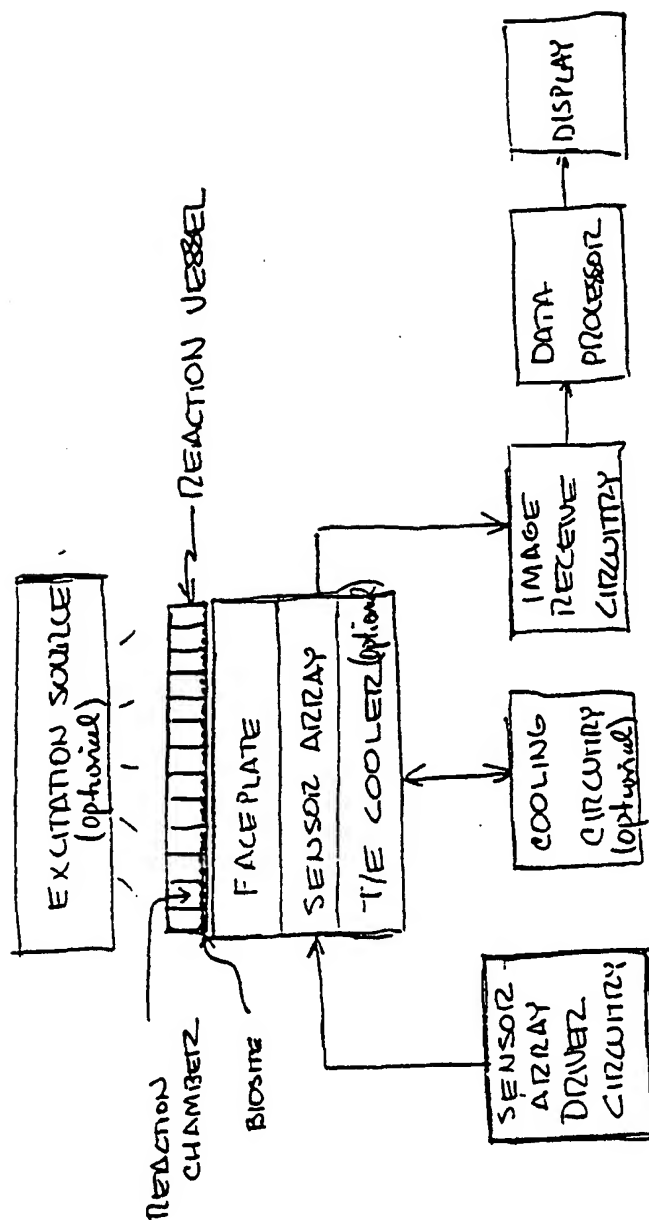 EXCITATION SOURCE
(optional)
REACTION
CHAMBER
REACTION VESSEL
BIOSITE
FACEPLATE
SENSOR ARRAY
T/E COOLER (optional)
SENSOR
ARRAY
DRIVER
CIRCUITRY
COOLING
CIRCUITRY
(optional)
IMAGE
RECEIVE
CIRCUITRY
DATA
PROCESSOR
DISPLAY